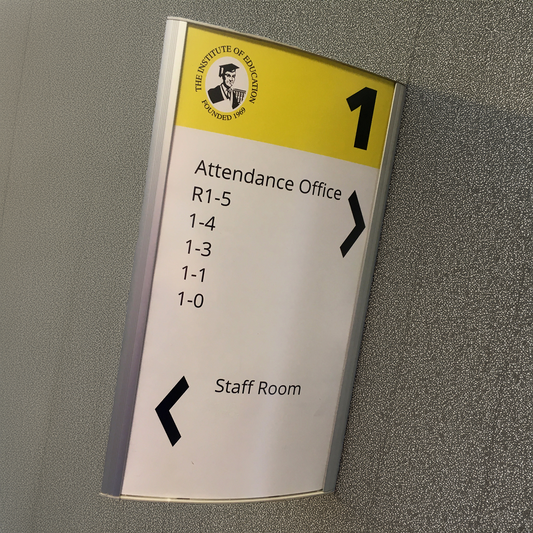 THE INSTITUTE OF EDUCATION
FOUNDED 1969
1
Attendance Office
R1-5
1-4
1-3
1-1
1-0
Staff Room